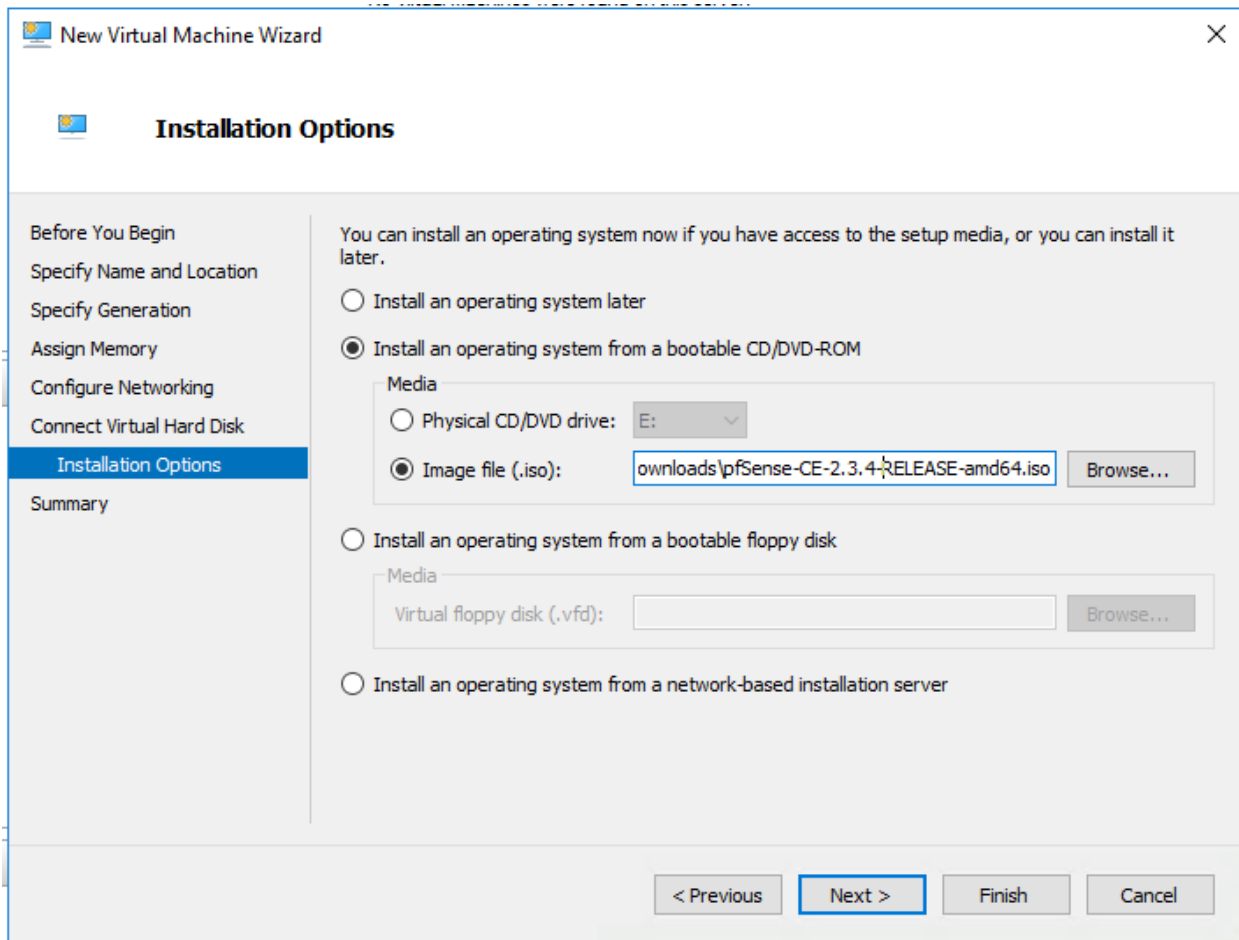 New Virtual Machine Wizard
Installation Options
Before You Begin
Specify Name and Location
Specify Generation
Assign Memory
Configure Networking
Connect Virtual Hard Disk
Installation Options
Summary
You can install an operating system now if you have access to the setup media, or you can install it
later.
Install an operating system later
Install an operating system from a bootable CD/DVD-ROM
Media
Physical CD/DVD drive: E:
Image file (.iso): ownloads\pfSense-CE-2.3.4-RELEASE-amd64.iso Browse...
Install an operating system from a bootable floppy disk
Media
Virtual floppy disk (.vfd): Browse...
Install an operating system from a network-based installation server
< Previous Next > Finish Cancel